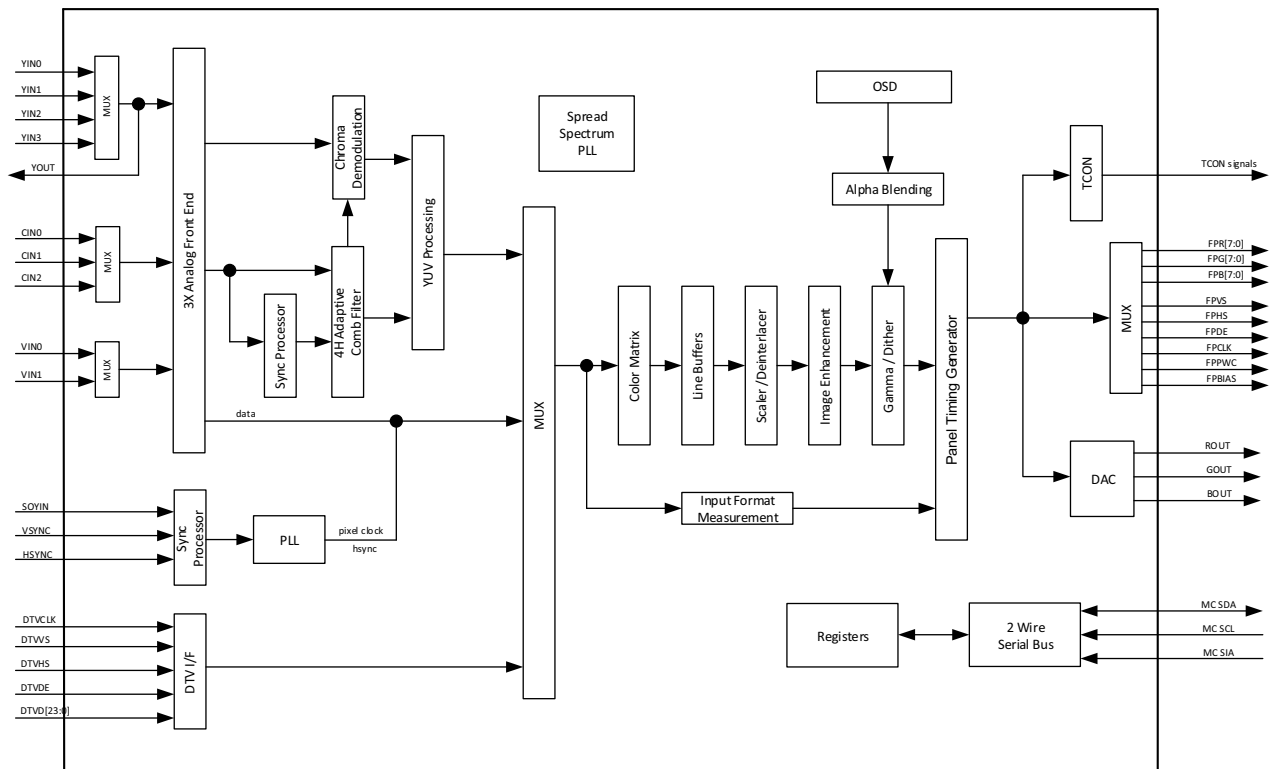 YIN0
YIN1
YIN2
YIN3
MUX
YOUT
CIN0
CIN1
CIN2
MUX
VIN0
VIN1
MUX
3X Analog Front End
Chroma
Demodulation
4H Adaptive
Comb Filter
Sync Processor
YUV Processing
data
SOYIN
VSYNC
HSYNC
Sync
Processor
PLL
pixel clock
hsync
DTVCLK
DTVVS
DTVHS
DTVDE
DTVD[23:0]
DTV I/F
MUX
Spread
Spectrum
PLL
OSD
Alpha Blending
Color Matrix
Line Buffers
Scaler /Deinterlacer
Image Enhancement
Gamma / Dither
Input Format
Measurement
Panel Timing Generator
TCON
TCON signals
MUX
FPR[7:0]
FPG[7:0]
FPB[7:0]
FPVS
FPHS
FPDE
FPCLK
FPPWC
FPBIAS
DAC
ROUT
GOUT
BOUT
Registers
2 Wire
Serial Bus
MC SDA
MC SCL
MC SIA